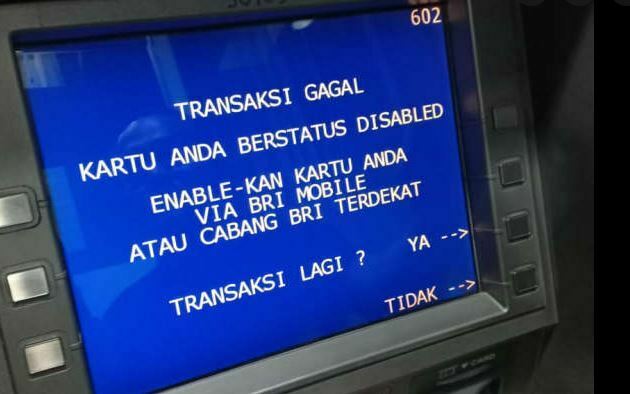 602
TRANSAKSI GAGAL
KARTU ANDA BERSTATUS DISABLED
ENABLE-KAN KARTU ANDA
VIA BRI MOBILE
ATAU CABANG BRI TERDEKAT
TRANSAKSI LAGI ? YA -->
TIDAK -->
CARD